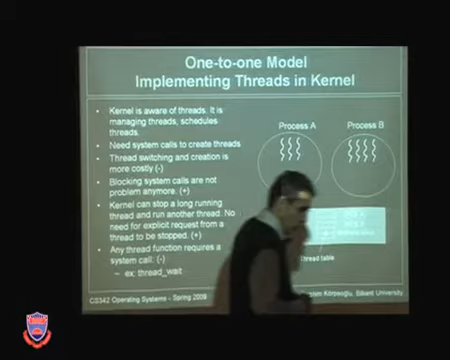 One-to-one Model
Implementing Threads in Kernel
• Kernel is aware of threads. It is
managing threads, schedules
threads.
• Need system calls to create threads
• Thread switching and creation is
more costly (-)
• Blocking system calls are not
problem anymore. (+)
• Kernel can stop a long running
thread and run another thread. No
need for explicit request from a
thread to be stopped. (+)
• Any thread function requires a
system call. (-)
– ex: thread_wait
Process A
Process B
thread table
CS342 Operating Systems - Spring 2009
Körpeoğlu, Bilkent University